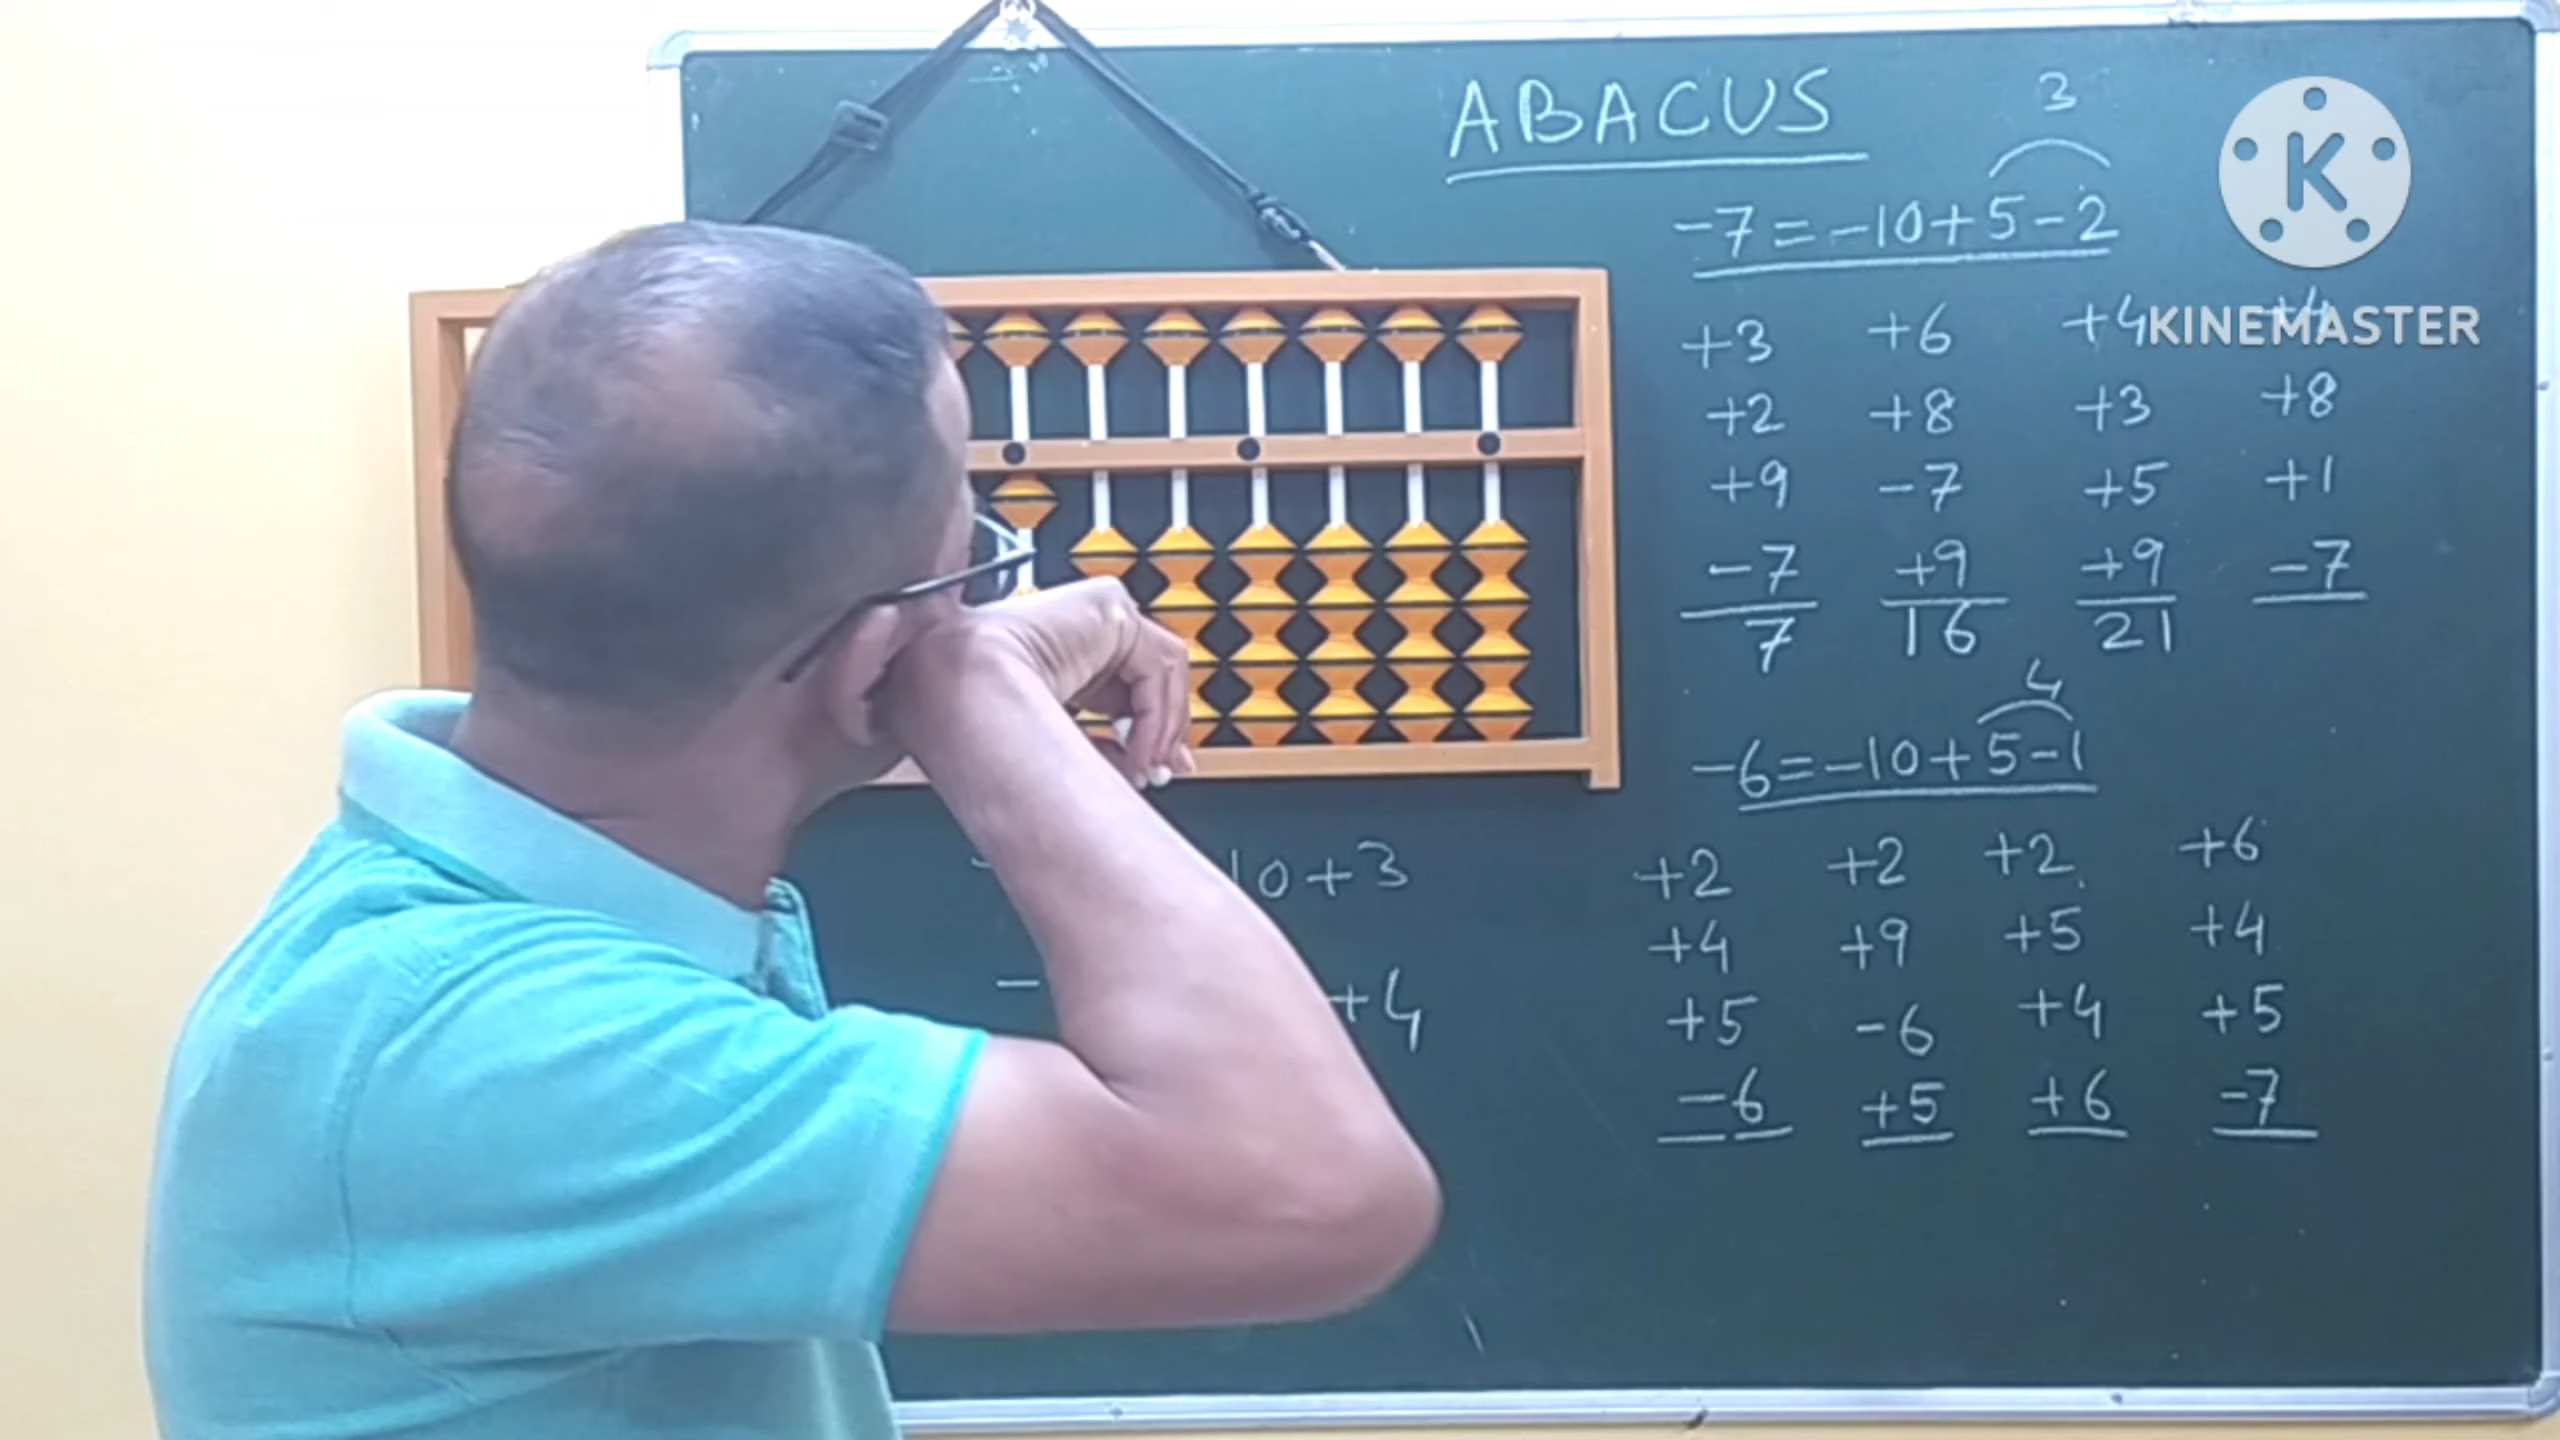 ABACUS
3
-7=-10+5-2
+3 +6 +4 +4
KINEMASTER
+2 +8 +3 +8
+9 -7 +5 +1
-7 +9 +9 -7
7 16 21
4
-6=-10+5-1
10+3
+2 +2 +2 +6
+4 +9 +5 +4
- +4
+5 -6 +4 +5
-6 +5 +6 -7